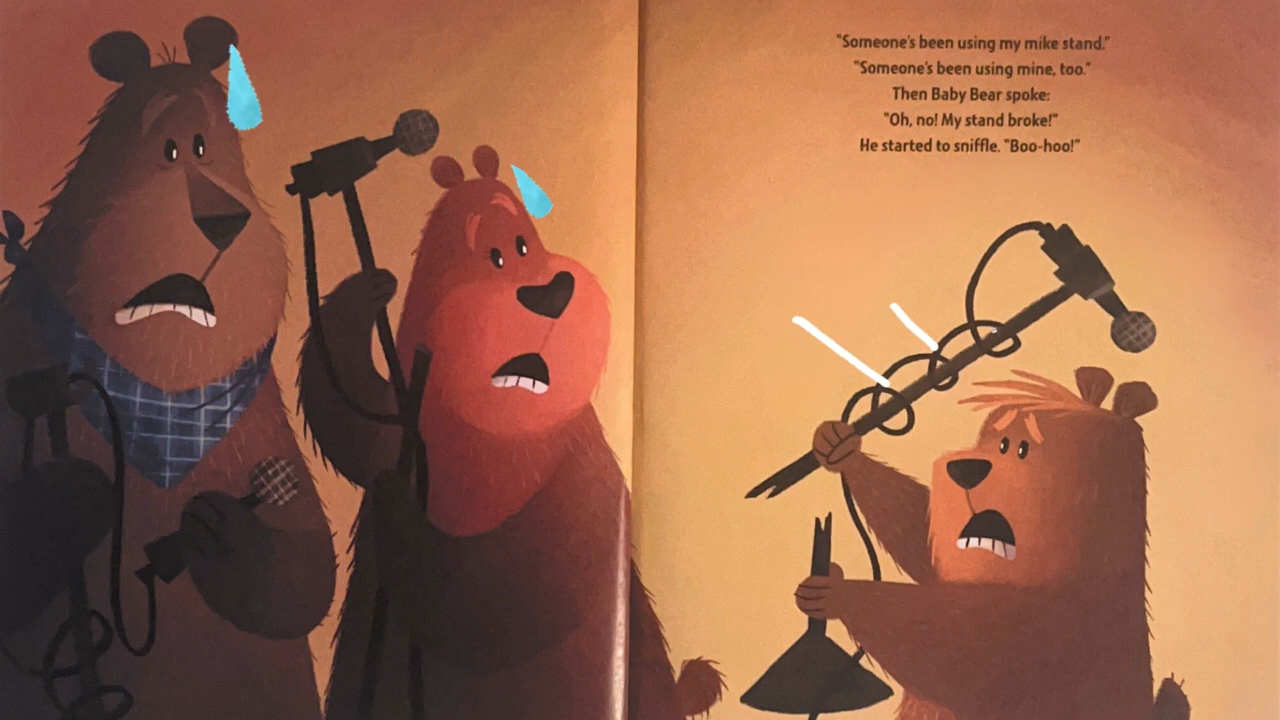 "Someone's been using my mike stand."
"Someone's been using mine, too."
Then Baby Bear spoke:
"Oh, no! My stand broke!"
He started to sniffle. "Boo-hoo!"